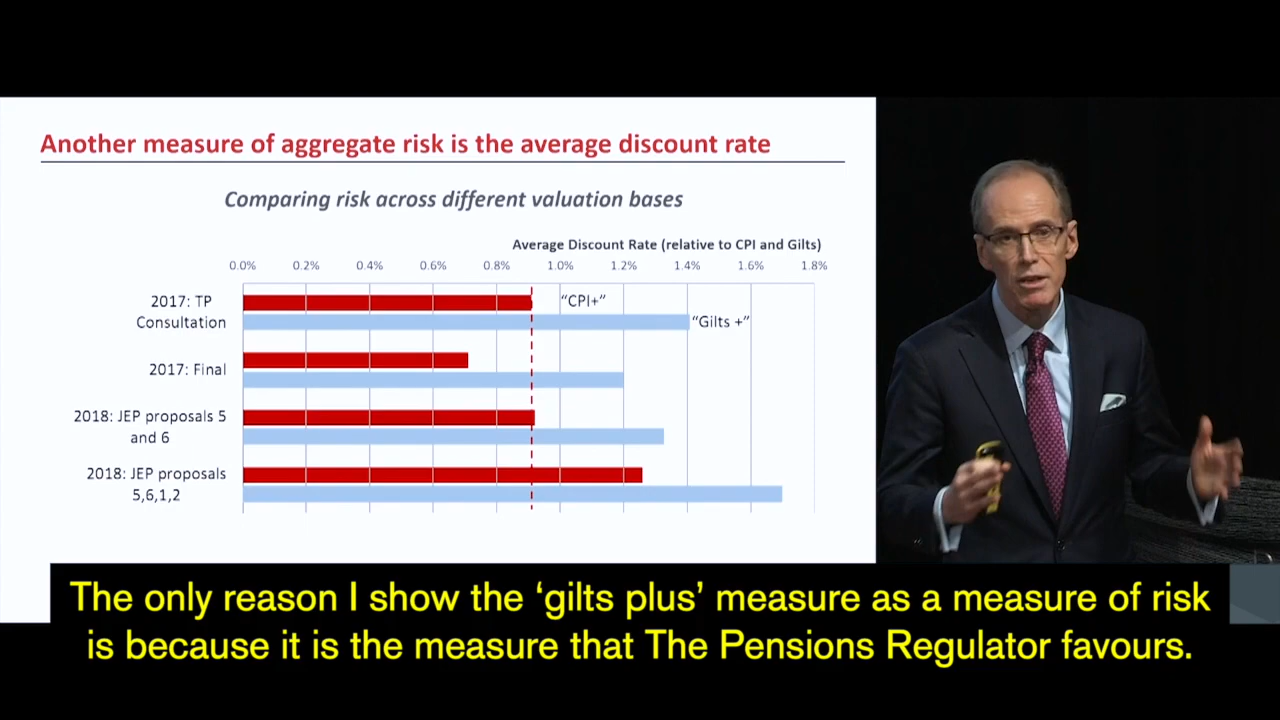 Another measure of aggregate risk is the average discount rate
Comparing risk across different valuation bases
Average Discount Rate (relative to CPI and Gilts)
0.0% 0.2% 0.4% 0.6% 0.8% 1.0% 1.2% 1.4% 1.6% 1.8%
2017: TP
Consultation
“CPI+”
“Gilts +”
2017: Final
2018: JEP proposals 5
and 6
2018: JEP proposals
5,6,1,2
The only reason I show the ‘gilts plus’ measure as a measure of risk
is because it is the measure that The Pensions Regulator favours.